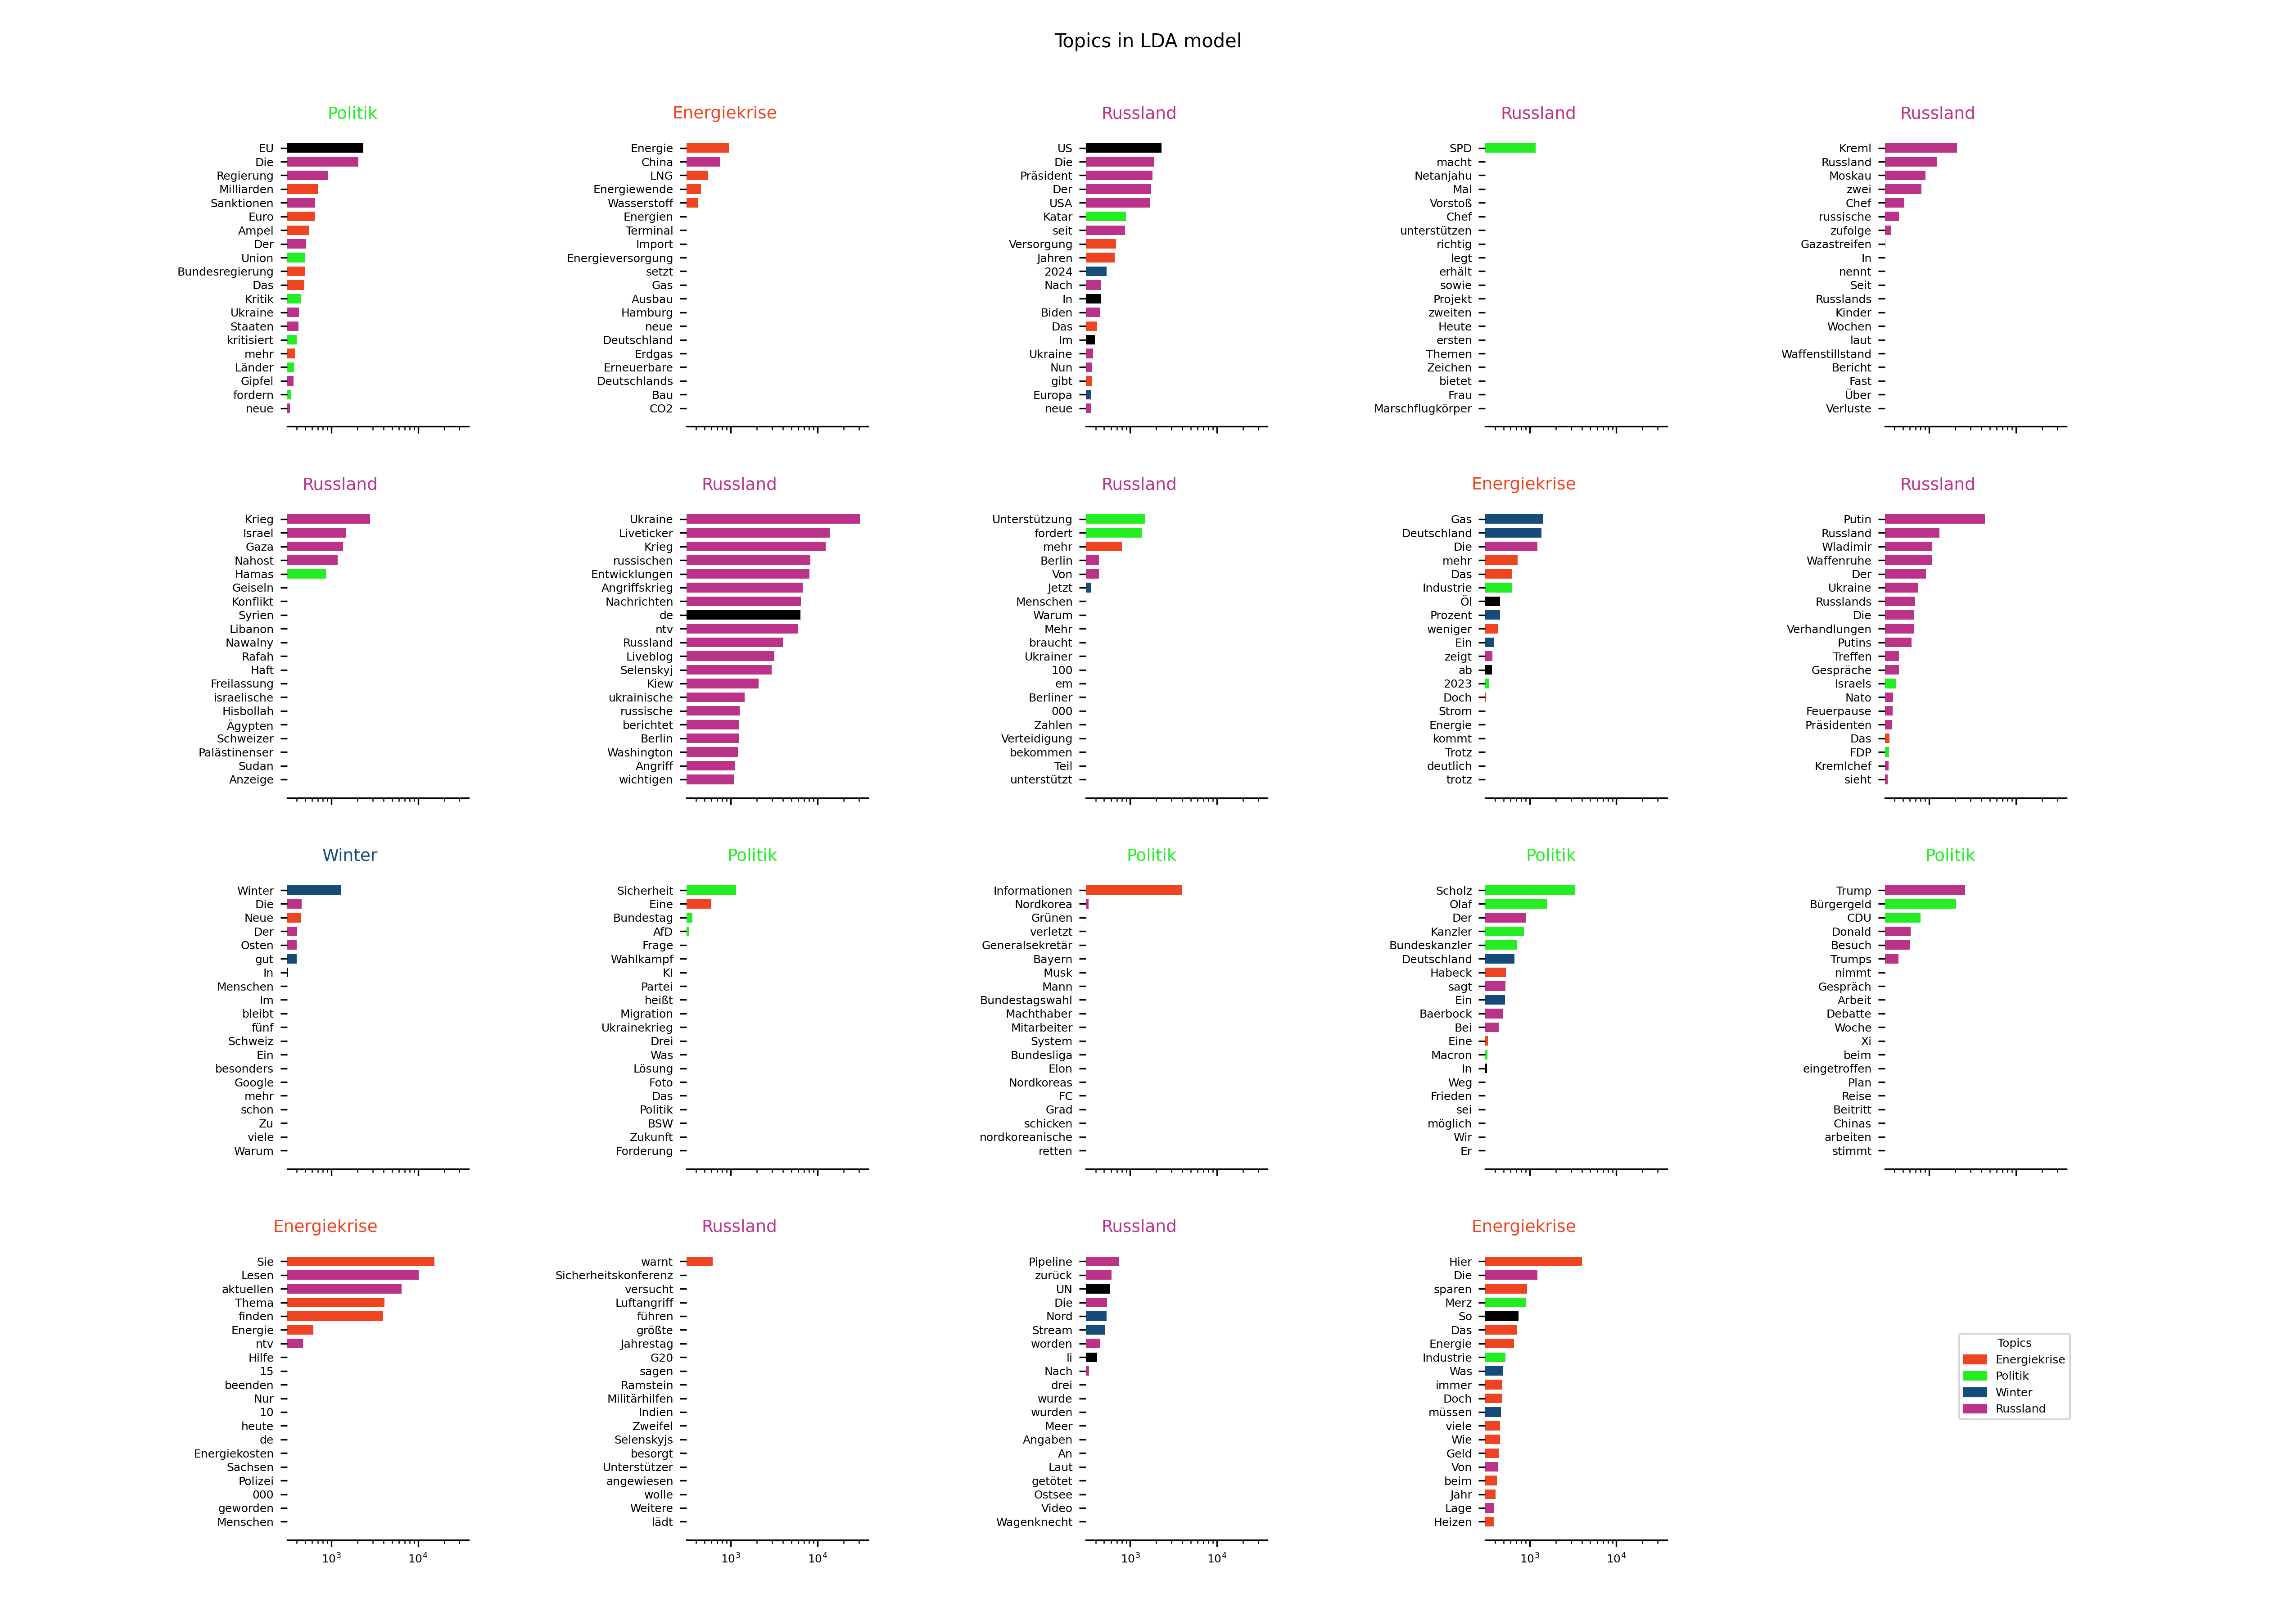 Topics in LDA model
Politik
EU
Die
Regierung
Milliarden
Sanktionen
Euro
Ampel
Der
Union
Bundesregierung
Das
Kritik
Ukraine
Staaten
kritisiert
mehr
Länder
Gipfel
fordern
neue
Energiekrise
Energie
China
LNG
Energiewende
Wasserstoff
Energien
Terminal
Import
Energieversorgung
setzt
Gas
Ausbau
Hamburg
neue
Deutschland
Erdgas
Erneuerbare
Deutschlands
Bau
CO2
Russland
US
Die
Präsident
Der
USA
Katar
seit
Versorgung
Jahren
2024
Nach
In
Biden
Das
Im
Ukraine
Nun
gibt
Europa
neue
Russland
SPD
macht
Netanjahu
Mal
Vorstoß
Chef
unterstützen
richtig
legt
erhält
sowie
Projekt
zweiten
Heute
ersten
Themen
Zeichen
bietet
Frau
Marschflugkörper
Russland
Kreml
Russland
Moskau
zwei
Chef
russische
zufolge
Gazastreifen
In
nennt
Seit
Russlands
Kinder
Wochen
laut
Waffenstillstand
Bericht
Fast
Über
Verluste
Russland
Krieg
Israel
Gaza
Nahost
Hamas
Geiseln
Konflikt
Syrien
Libanon
Nawalny
Rafah
Haft
Freilassung
israelische
Hisbollah
Ägypten
Schweizer
Palästinenser
Sudan
Anzeige
Russland
Ukraine
Liveticker
Krieg
russischen
Entwicklungen
Angriffskrieg
Nachrichten
de
ntv
Russland
Liveblog
Selenskyj
Kiew
ukrainische
russische
berichtet
Berlin
Washington
Angriff
wichtigen
Russland
Unterstützung
fordert
mehr
Berlin
Von
Jetzt
Menschen
Warum
Mehr
braucht
Ukrainer
100
em
Berliner
000
Zahlen
Verteidigung
bekommen
Teil
unterstützt
Energiekrise
Gas
Deutschland
Die
mehr
Das
Industrie
Öl
Prozent
weniger
Ein
zeigt
ab
2023
Doch
Strom
Energie
kommt
Trotz
deutlich
trotz
Russland
Putin
Russland
Wladimir
Waffenruhe
Der
Ukraine
Russlands
Die
Verhandlungen
Putins
Treffen
Gespräche
Israels
Nato
Feuerpause
Präsidenten
Das
FDP
Kremlchef
sieht
Winter
Winter
Die
Neue
Der
Osten
gut
In
Menschen
Im
bleibt
fünf
Schweiz
Ein
besonders
Google
mehr
schon
Zu
viele
Warum
Politik
Sicherheit
Eine
Bundestag
AfD
Frage
Wahlkampf
KI
Partei
heißt
Migration
Ukrainekrieg
Drei
Was
Lösung
Foto
Das
Politik
BSW
Zukunft
Forderung
Politik
Informationen
Nordkorea
Grünen
verletzt
Generalsekretär
Bayern
Musk
Mann
Bundestagswahl
Machthaber
Mitarbeiter
System
Bundesliga
Elon
Nordkoreas
FC
Grad
schicken
nordkoreanische
retten
Politik
Scholz
Olaf
Der
Kanzler
Bundeskanzler
Deutschland
Habeck
sagt
Ein
Baerbock
Bei
Eine
Macron
In
Weg
Frieden
sei
möglich
Wir
Er
Politik
Trump
Bürgergeld
CDU
Donald
Besuch
Trumps
nimmt
Gespräch
Arbeit
Debatte
Woche
Xi
beim
eingetroffen
Plan
Reise
Beitritt
Chinas
arbeiten
stimmt
Energiekrise
Sie
Lesen
aktuellen
Thema
finden
Energie
ntv
Hilfe
15
beenden
Nur
10
heute
de
Energiekosten
Sachsen
Polizei
000
geworden
Menschen
10³ 10⁴
Russland
warnt
Sicherheitskonferenz
versucht
Luftangriff
führen
größte
Jahrestag
G20
sagen
Ramstein
Militärhilfen
Indien
Zweifel
Selenskyjs
besorgt
Unterstützer
angewiesen
wolle
Weitere
lädt
10³ 10⁴
Russland
Pipeline
zurück
UN
Die
Nord
Stream
worden
li
Nach
drei
wurde
wurden
Meer
Angaben
An
Laut
getötet
Ostsee
Video
Wagenknecht
10³ 10⁴
Energiekrise
Hier
Die
sparen
Merz
So
Das
Energie
Industrie
Was
immer
Doch
müssen
viele
Wie
Geld
Von
beim
Jahr
Lage
Heizen
10³ 10⁴
Topics
Energiekrise
Politik
Winter
Russland